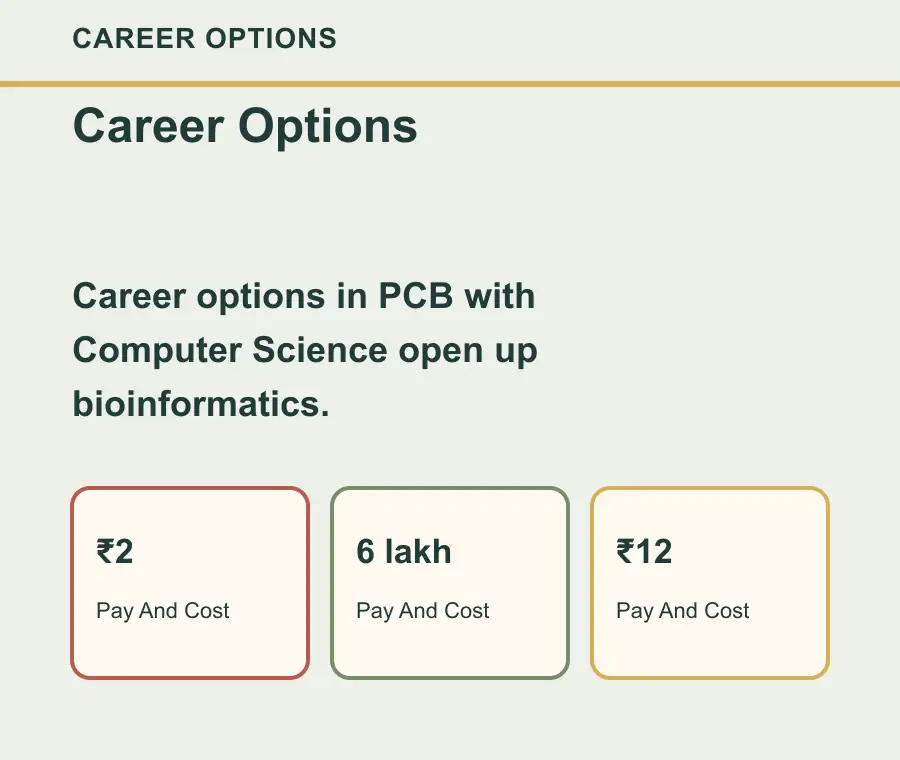 CAREER OPTIONS
Career Options
Career options in PCB with
Computer Science open up
bioinformatics.
₹2
Pay And Cost
6 lakh
Pay And Cost
₹12
Pay And Cost